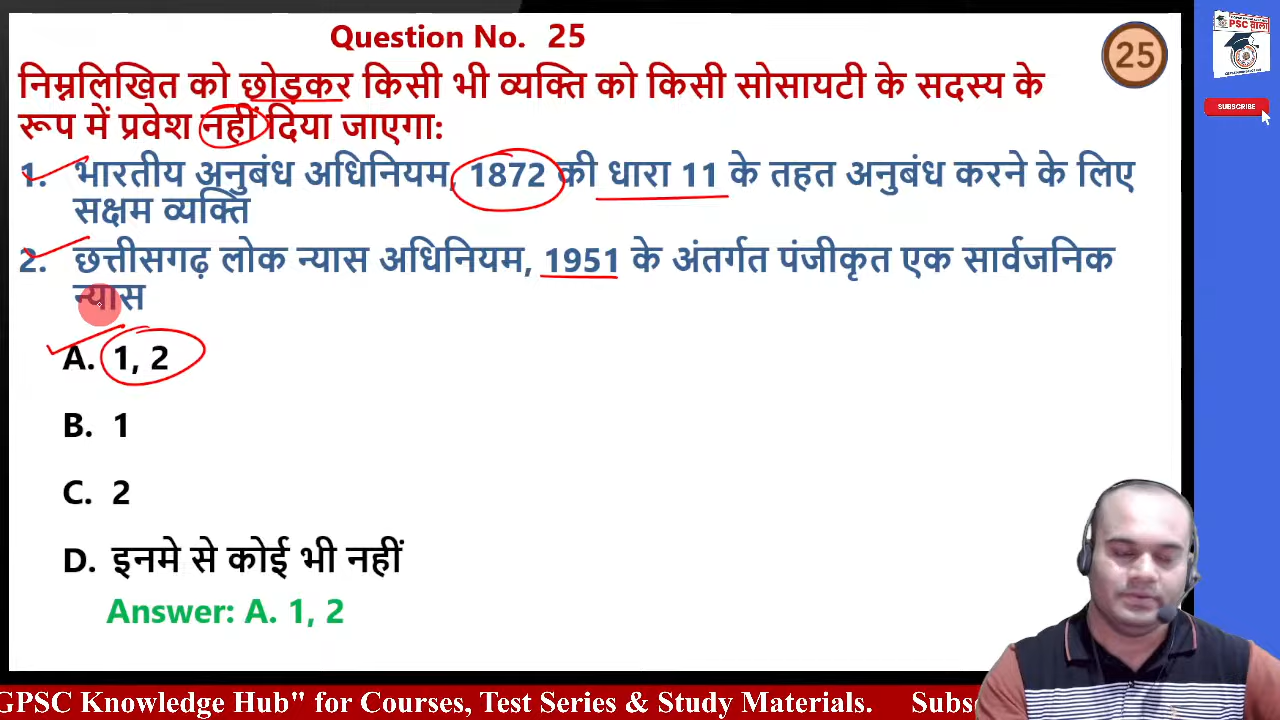 Question No. 25
25
PSC वाला
SUBSCRIBE
निम्नलिखित को छोड़कर किसी भी व्यक्ति को किसी सोसायटी के सदस्य के
रूप में प्रवेश नहीं दिया जाएगा:
1. भारतीय अनुबंध अधिनियम, 1872 की धारा 11 के तहत अनुबंध करने के लिए
सक्षम व्यक्ति
2. छत्तीसगढ़ लोक न्यास अधिनियम, 1951 के अंतर्गत पंजीकृत एक सार्वजनिक
न्यास
A. 1, 2
B. 1
C. 2
D. इनमे से कोई भी नहीं
Answer: A. 1, 2
GPSC Knowledge Hub" for Courses, Test Series & Study Materials. Subs